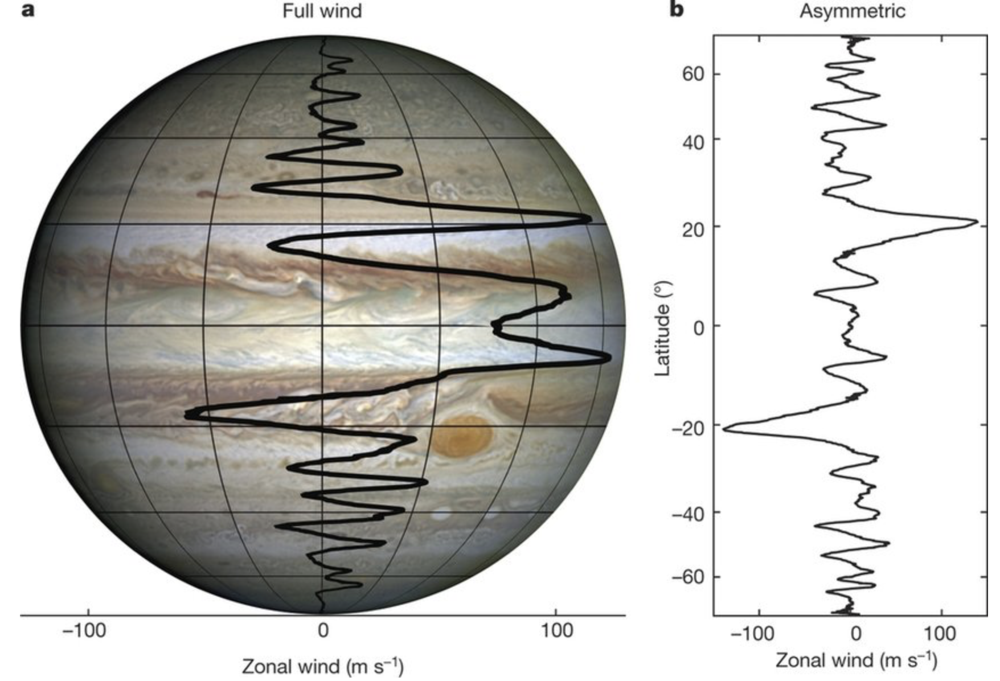 a
Full wind
−100
0
100
Zonal wind (m s−1)
b
Asymmetric
60
40
20
0
−20
−40
−60
Latitude (°)
−100
0
100
Zonal wind (m s−1)